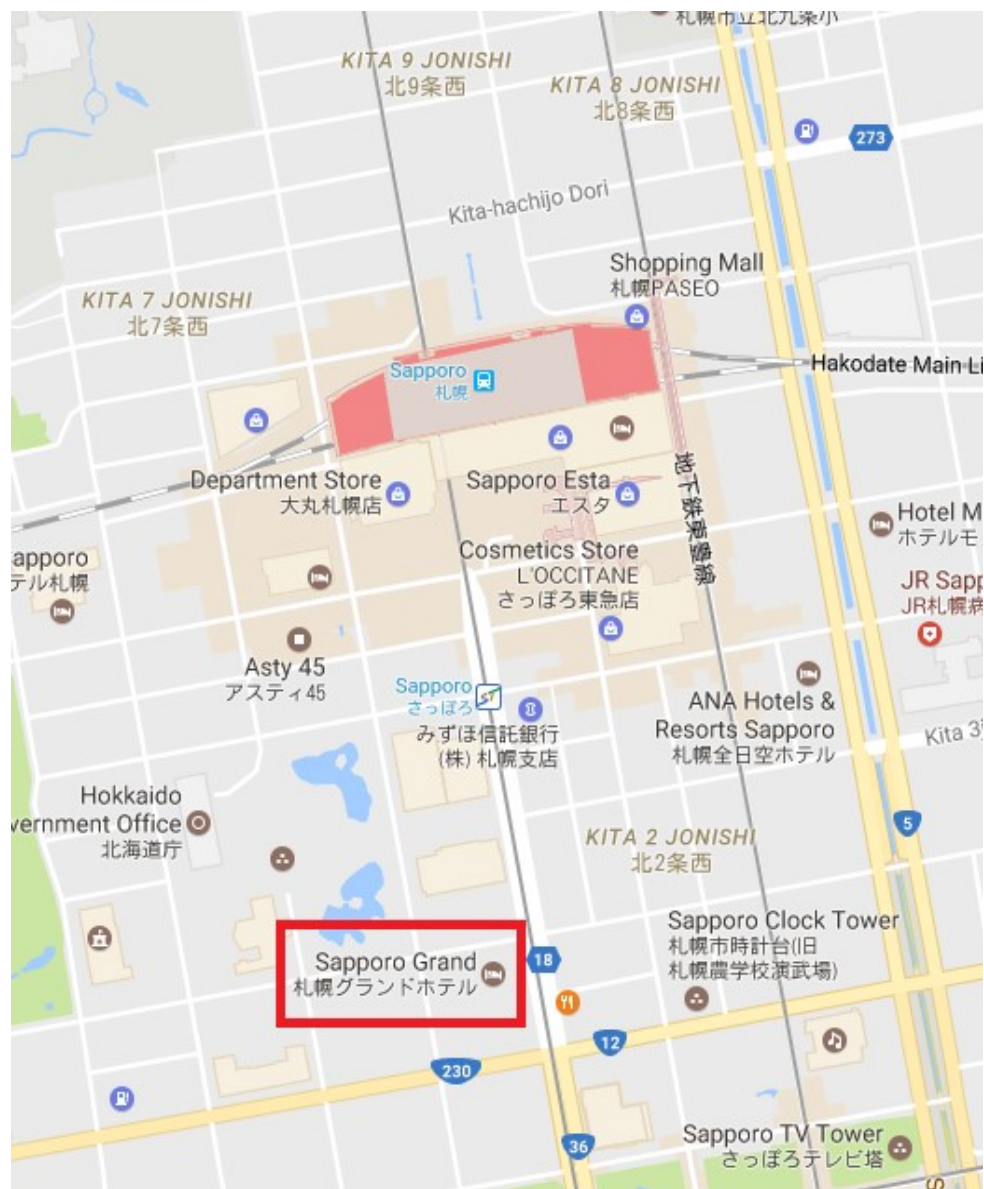 札幌市立北九条小
KITA 9 JONISHI
北9条西
KITA 8 JONISHI
北8条西
273
Kita-hachijo Dori
Shopping Mall
札幌PASEO
KITA 7 JONISHI
北7条西
Hakodate Main Li
Sapporo
札幌
Department Store
大丸札幌店
Sapporo Esta
エスタ
地下鉄東豊線
Hotel M
ホテルモ
Cosmetics Store
L'OCCITANE
さっぽろ東急店
apporo
テル札幌
JR Sapp
JR札幌病
Asty 45
アスティ45
Sapporo
さっぽろ
ST
みずほ信託銀行
(株) 札幌支店
ANA Hotels &
Resorts Sapporo
札幌全日空ホテル
Kita 3
Hokkaido
vernment Office
北海道庁
5
KITA 2 JONISHI
北2条西
Sapporo Clock Tower
札幌市時計台(旧
札幌農学校演武場)
Sapporo Grand
札幌グランドホテル
18
12
230
36
Sapporo TV Tower
さっぽろテレビ塔